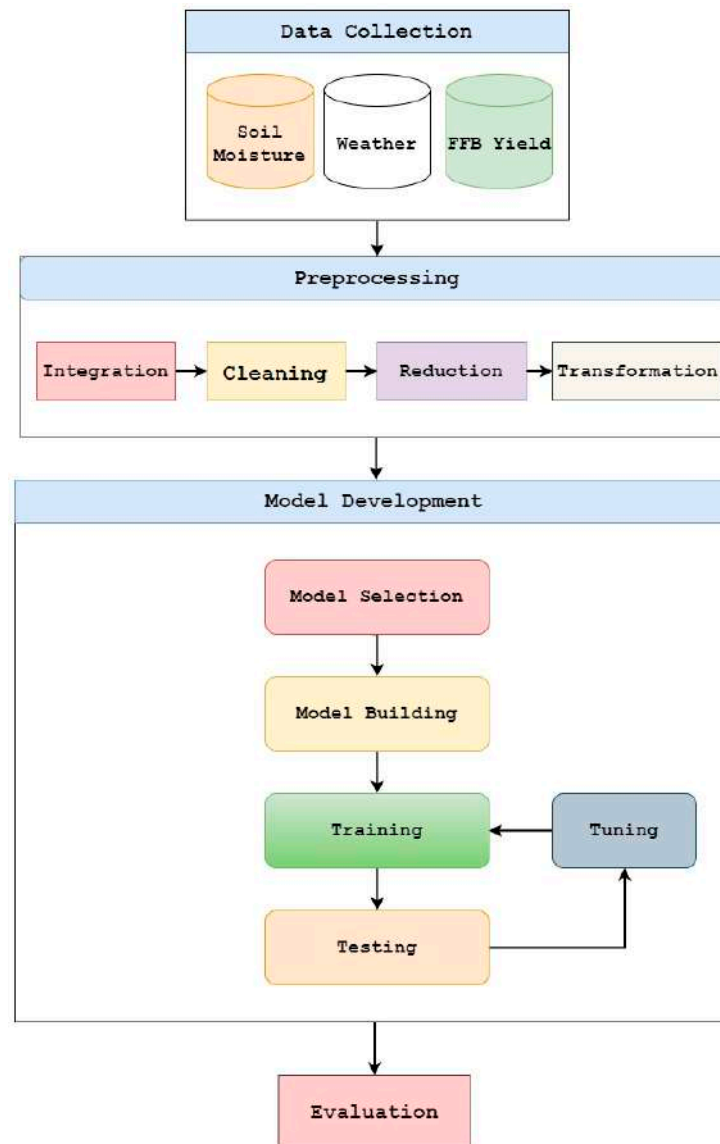 Data Collection
Soil
Moisture
Weather
FFB Yield
Preprocessing
Integration
Cleaning
Reduction
Transformation
Model Development
Model Selection
Model Building
Training
Tuning
Testing
Evaluation